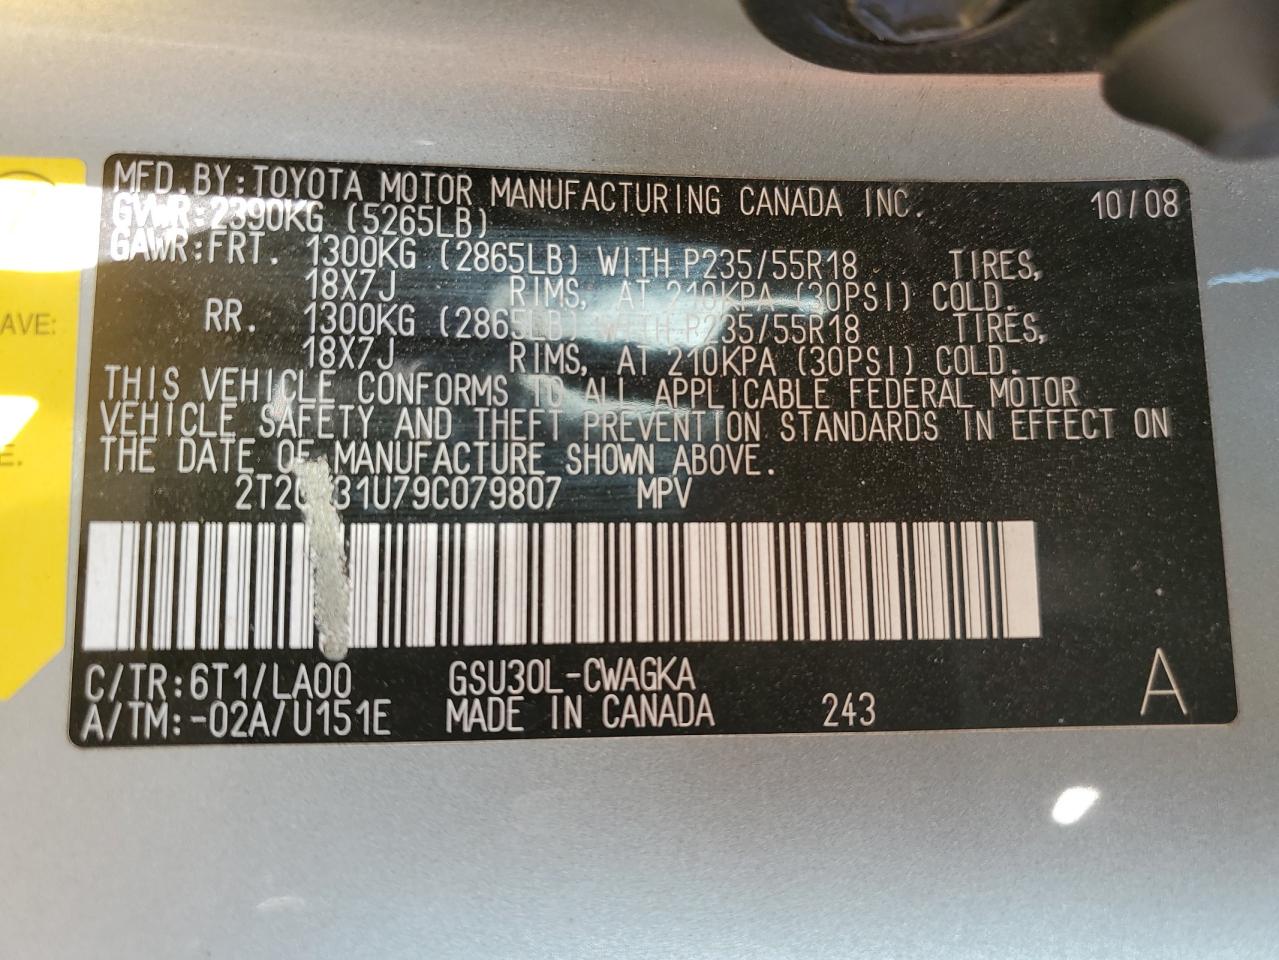 MFD.BY:TOYOTA MOTOR MANUFACTURING CANADA INC. 10/08
GVWR:2390KG (5265LB)
GAWR:FRT. 1300KG (2865LB) WITH P235/55R18 TIRES,
18X7J RIMS, AT 210KPA (30PSI) COLD.
RR. 1300KG (2865LB) WITH P235/55R18 TIRES,
18X7J RIMS, AT 210KPA (30PSI) COLD.
THIS VEHICLE CONFORMS TO ALL APPLICABLE FEDERAL MOTOR
VEHICLE SAFETY AND THEFT PREVENTION STANDARDS IN EFFECT ON
THE DATE OF MANUFACTURE SHOWN ABOVE.
MPV
C/TR:6T1/LA00 GSU30L-CWAGKA A
A/TM:-02A/U151E MADE IN CANADA 243
AVE: